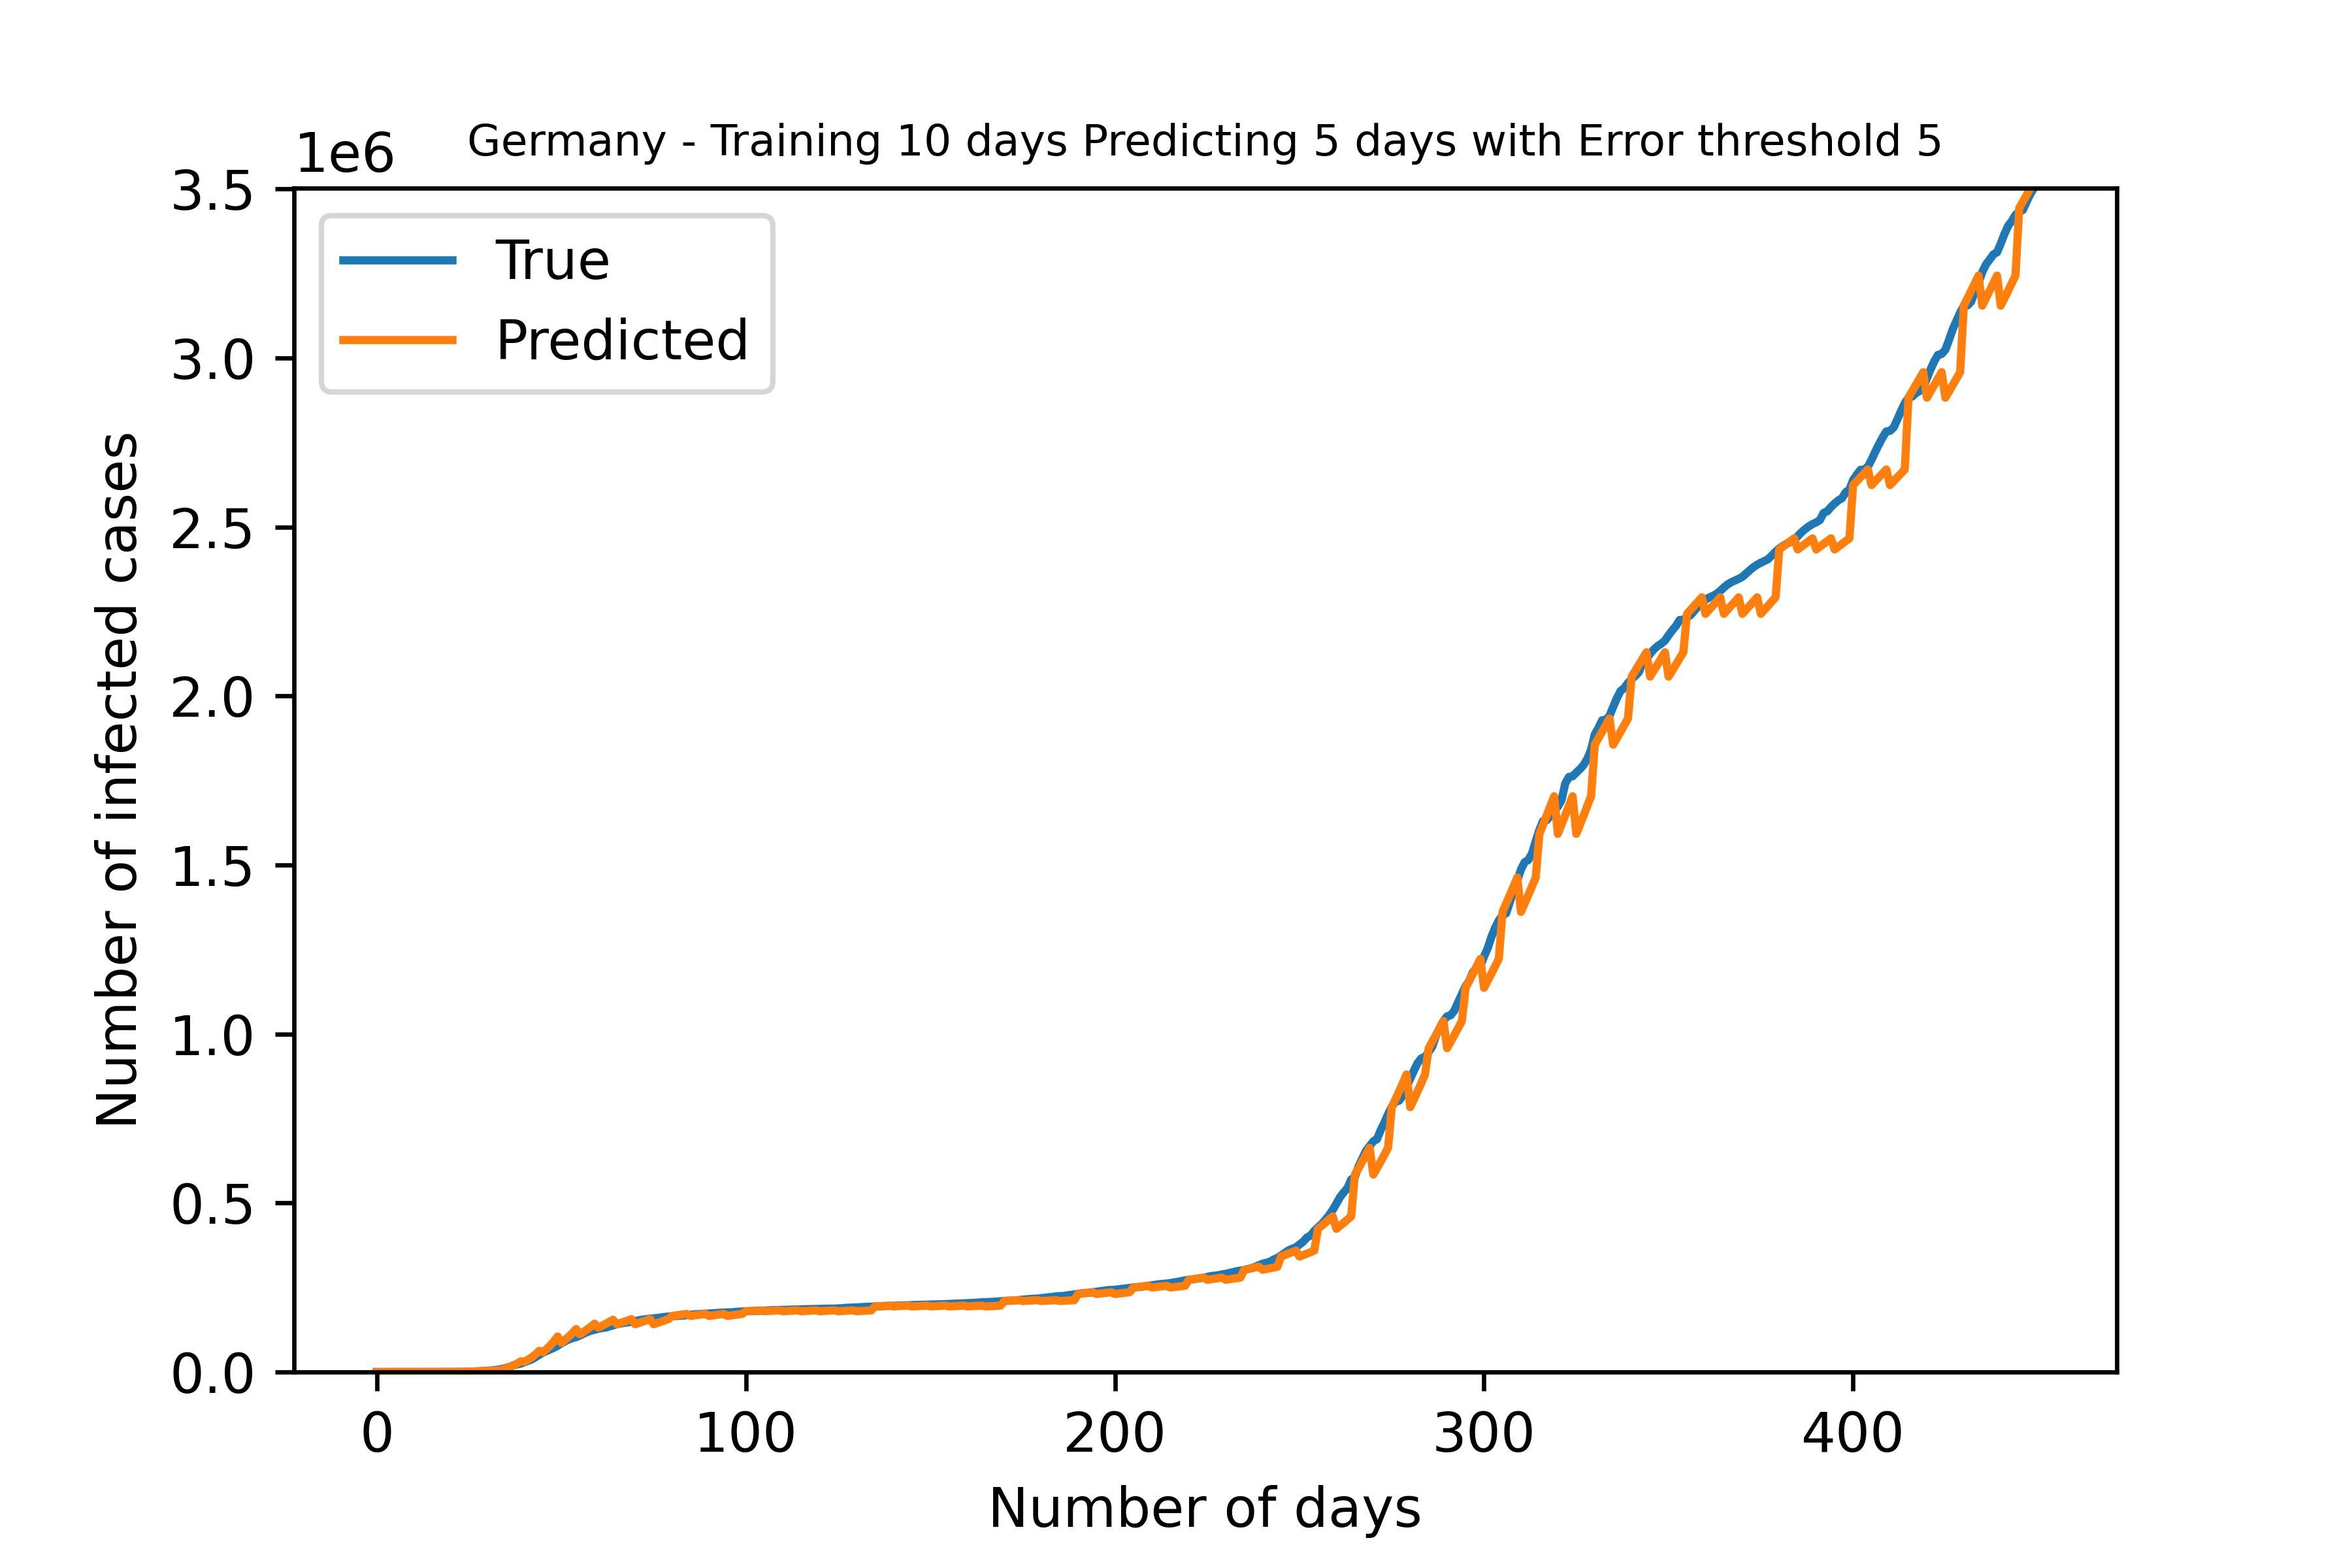 Germany - Training 10 days Predicting 5 days with Error threshold 5
1e6
3.5
3.0
2.5
2.0
1.5
1.0
0.5
0.0
True
Predicted
Number of infected cases
0 100 200 300 400
Number of days